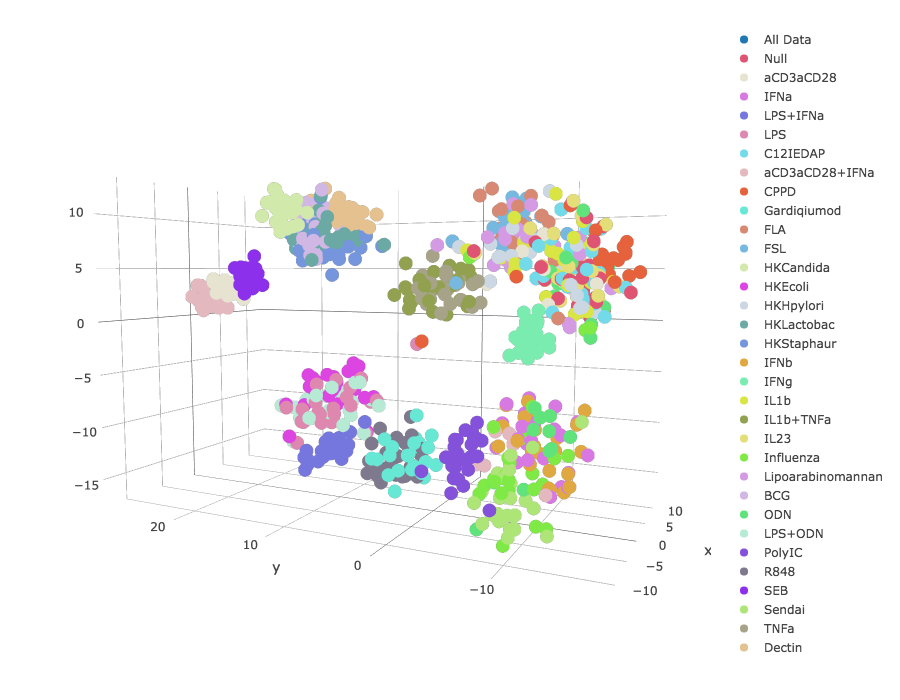 All Data
Null
aCD3aCD28
IFNa
LPS+IFNa
LPS
C12IEDAP
aCD3aCD28+IFNa
CPPD
Gardiqiumod
FLA
FSL
HKCandida
HKEcoli
HKHpylori
HKLactobac
HKStaphaur
IFNb
IFNg
IL1b
IL1b+TNFa
IL23
Influenza
Lipoarabinomannan
BCG
ODN
LPS+ODN
PolyIC
R848
SEB
Sendai
TNFa
Dectin
10
5
0
−5
−10
−15
20
10
0
y
−10
10
5
0
−5
−10
x